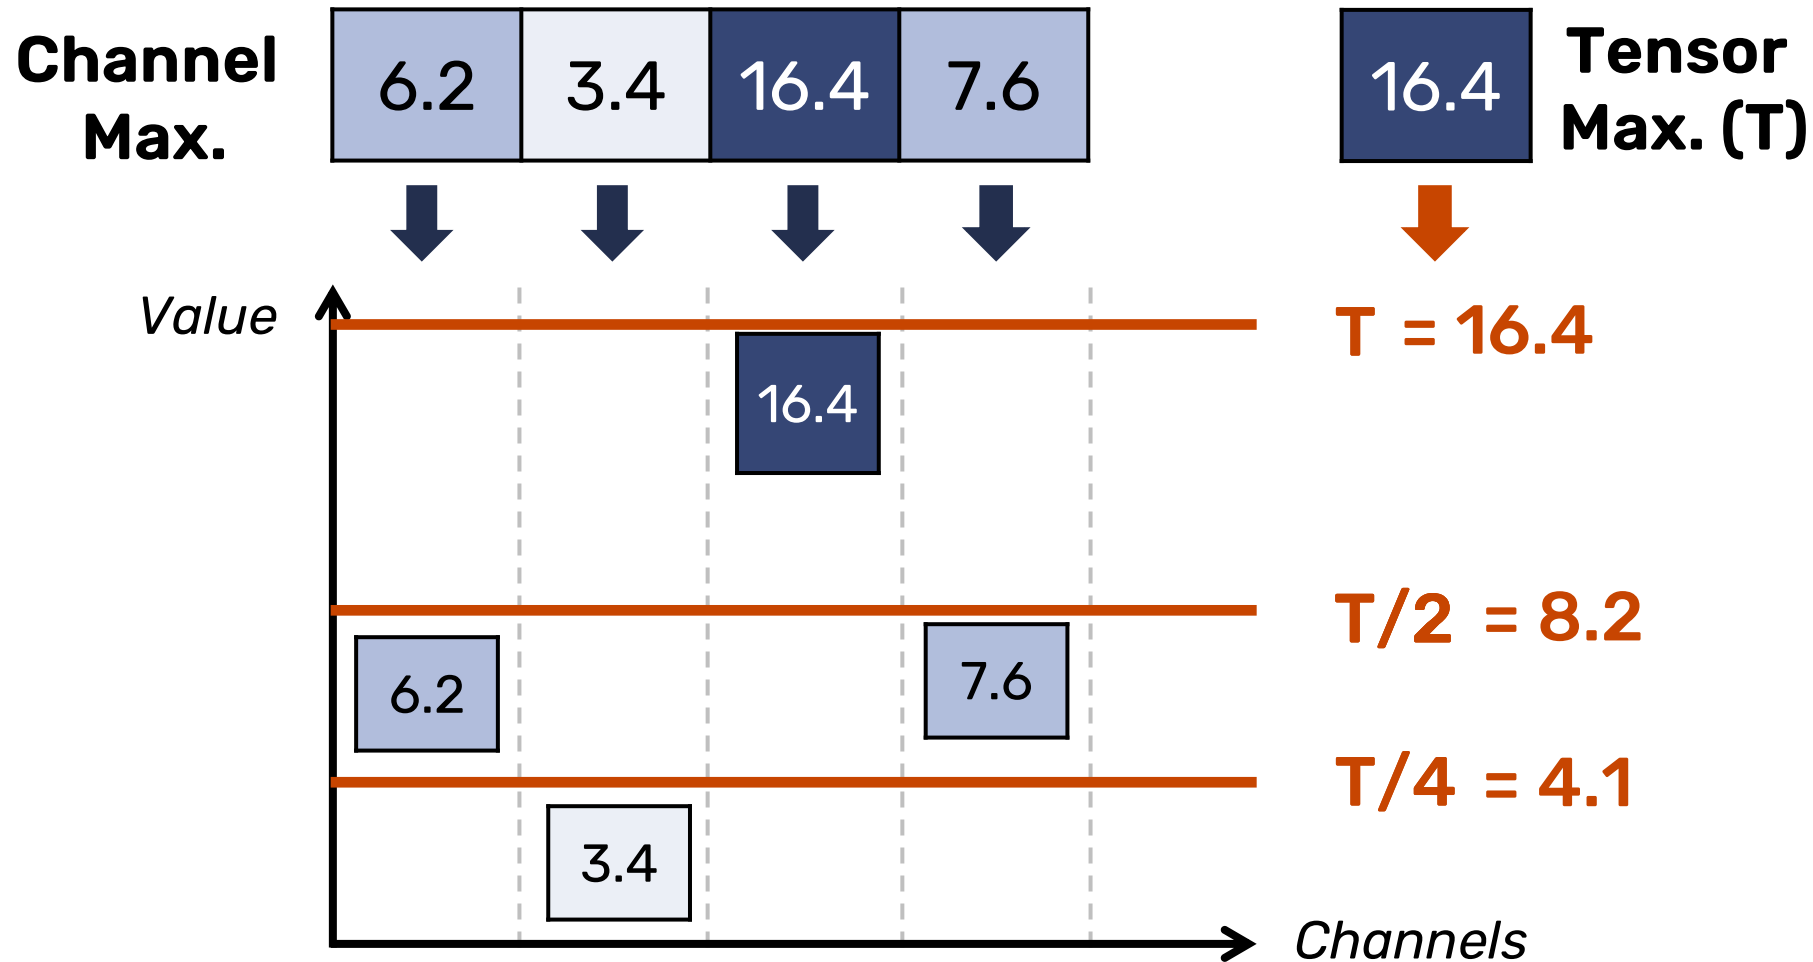 Channel
Max.
6.2 3.4 16.4 7.6
16.4
Tensor
Max. (T)
Value
T = 16.4
16.4
T/2 = 8.2
6.2
7.6
T/4 = 4.1
3.4
Channels